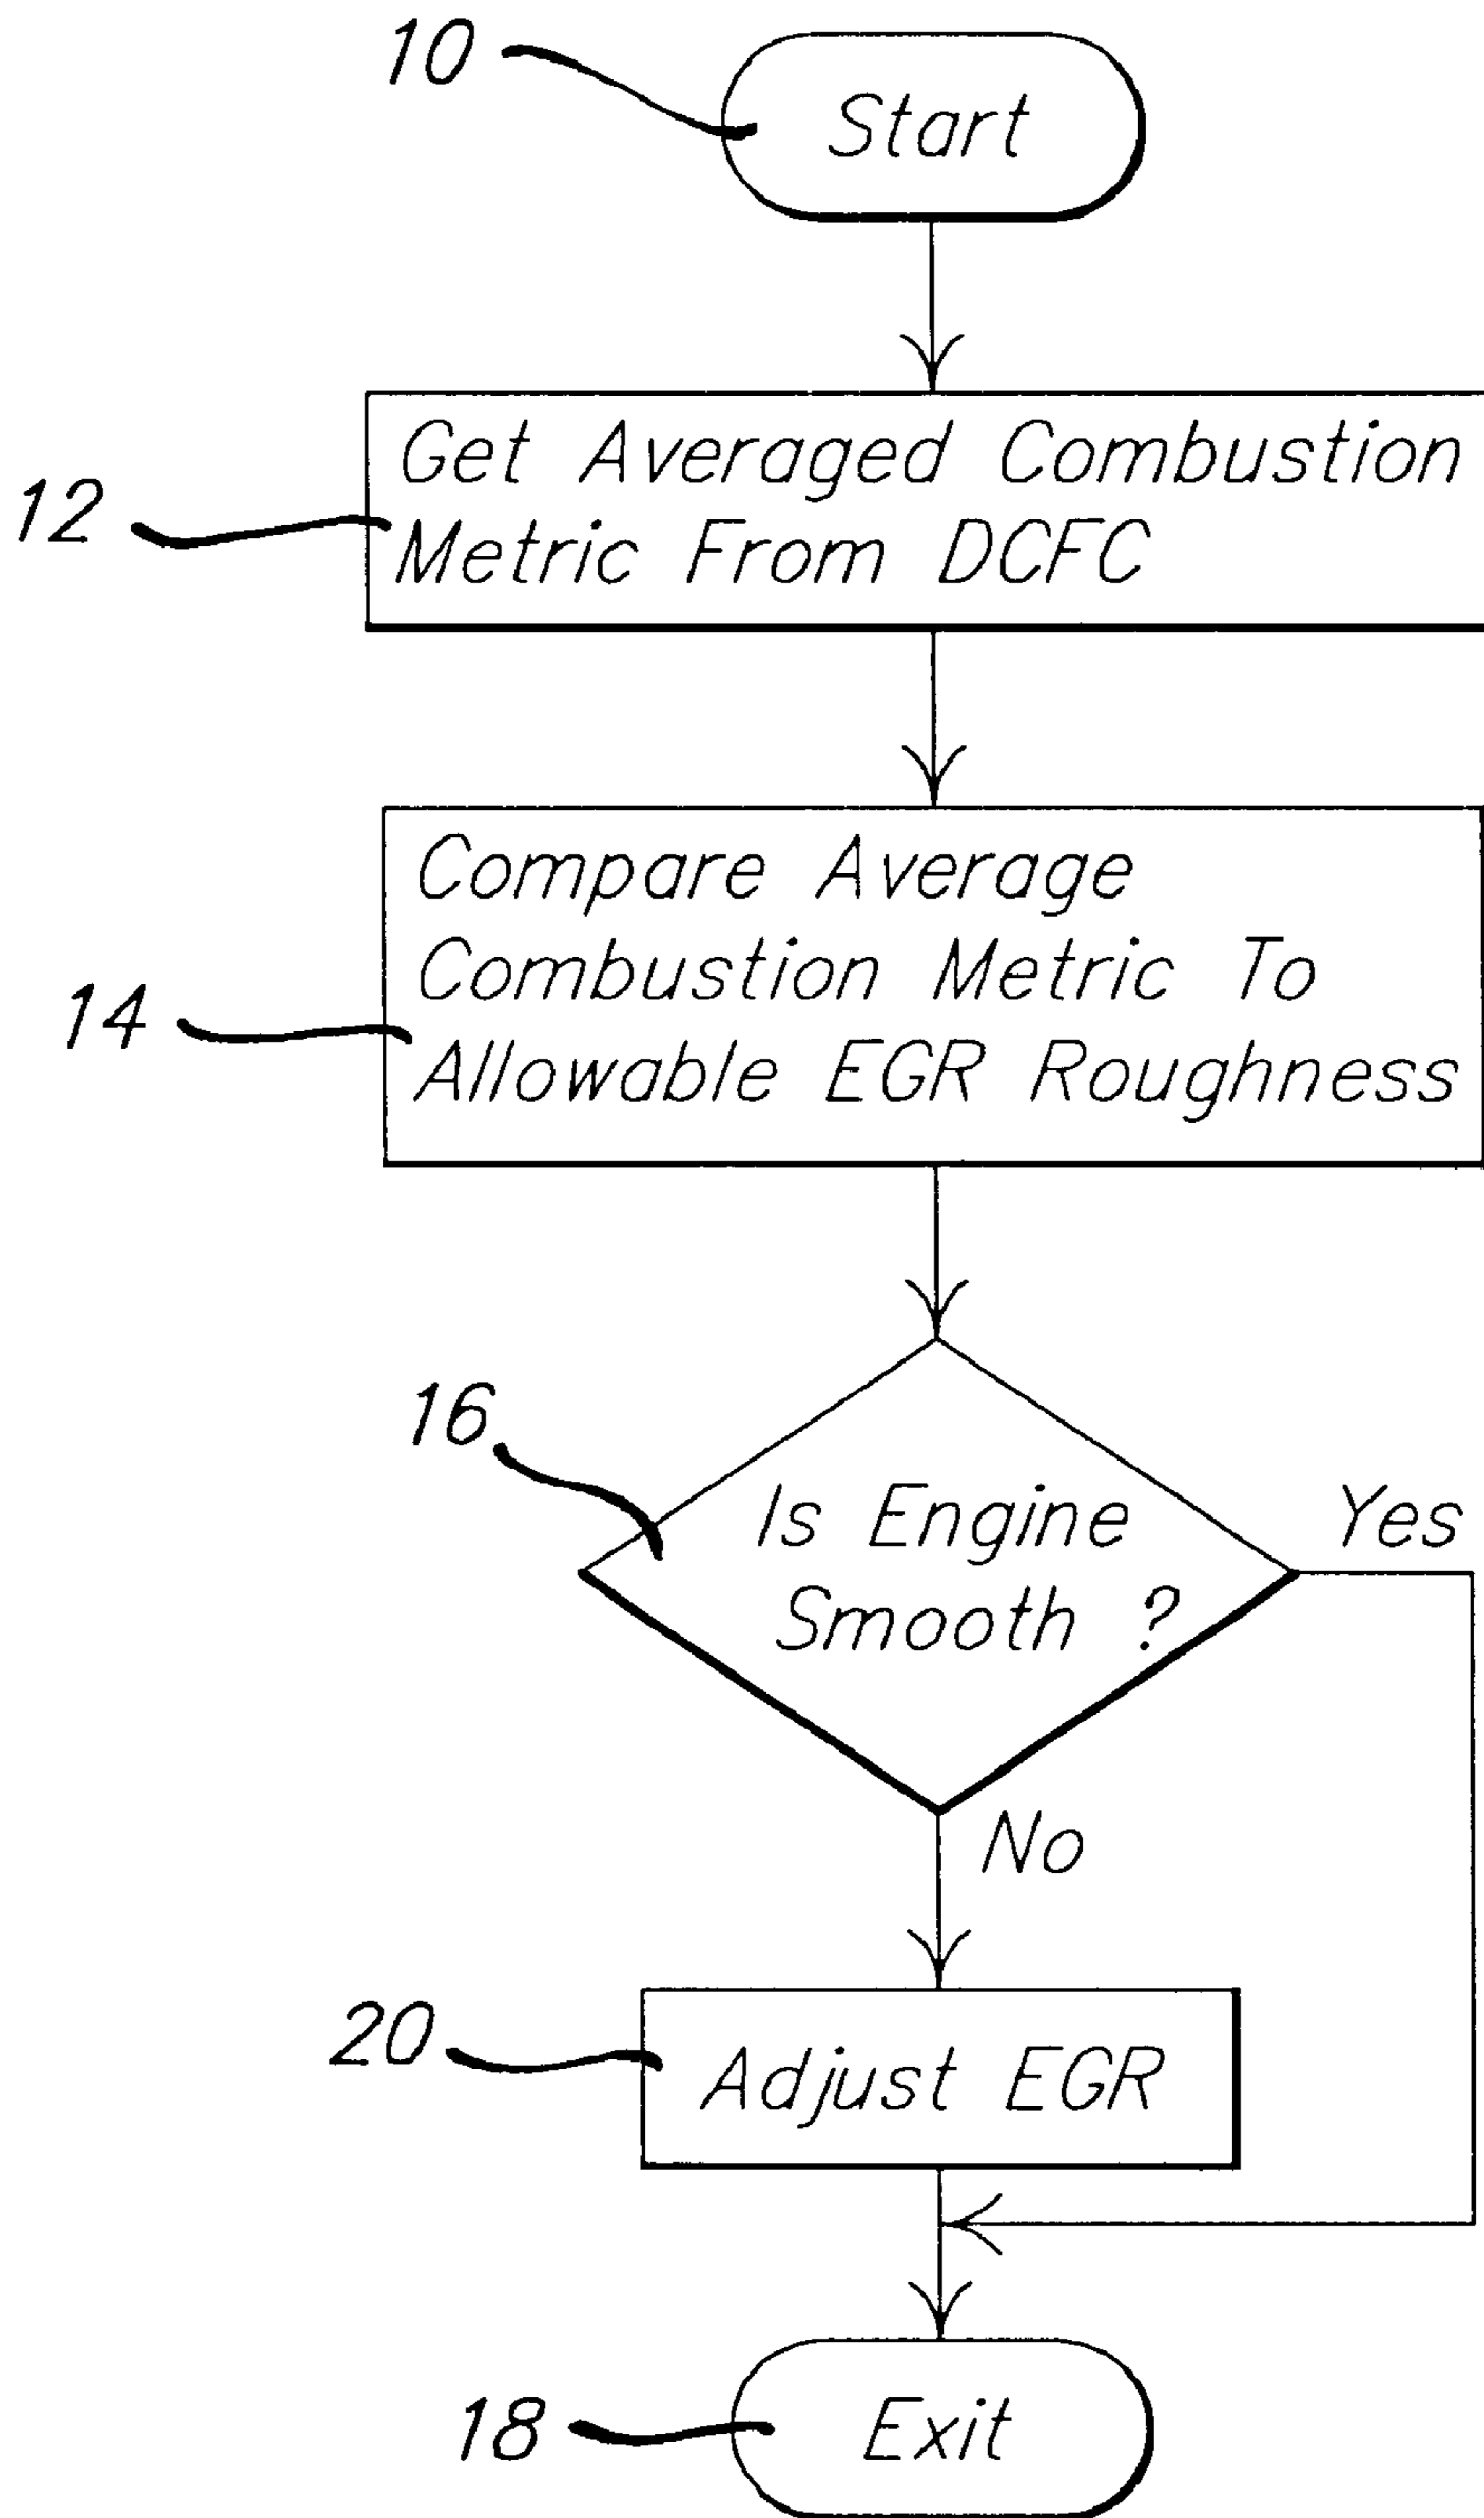 10
Start
Get Averaged Combustion
12
Metric From DCFC
Compare Average
Combustion Metric To
14
Allowable EGR Roughness
16
Is Engine
Yes
Smooth ?
No
20
Adjust EGR
18
Exit